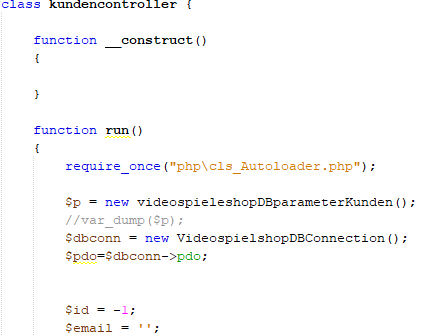 class kundencontroller {
function __construct()
{
}
function run()
{
require_once("php\cls_Autoloader.php");
$p = new videospieleshopDBparameterKunden();
//var_dump($p);
$dbconn = new VideospielshopDBConnection();
$pdo=$dbconn->pdo;
$id = -1;
$email = '';